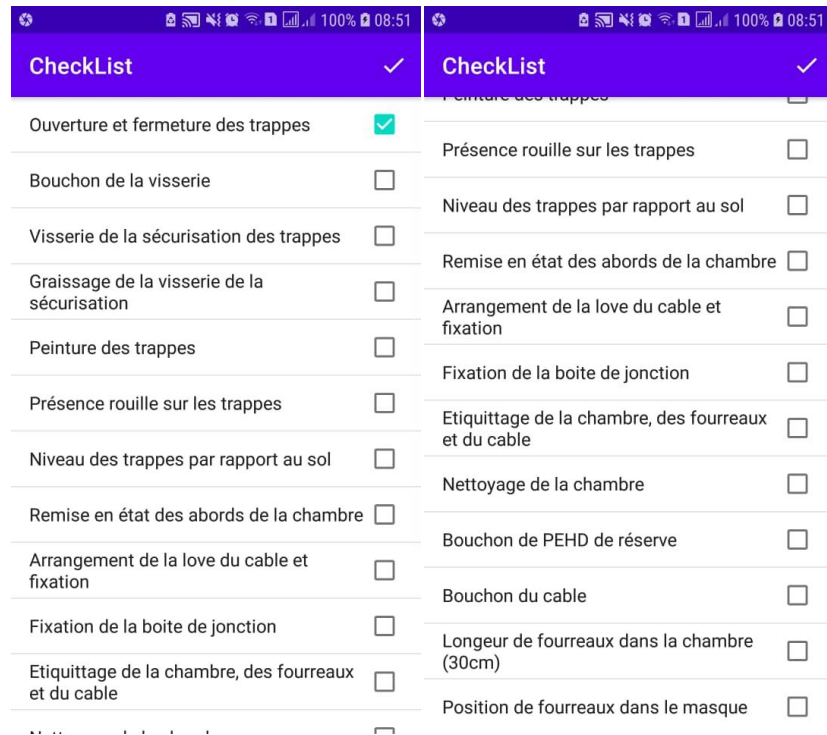 100% 08:51
CheckList
Ouverture et fermeture des trappes
Bouchon de la visserie
Visserie de la sécurisation des trappes
Graissage de la visserie de la
sécurisation
Peinture des trappes
Présence rouille sur les trappes
Niveau des trappes par rapport au sol
Remise en état des abords de la chambre
Arrangement de la love du cable et
fixation
Fixation de la boite de jonction
Etiquittage de la chambre, des fourreaux
et du cable
100% 08:51
CheckList
Peinture des trappes
Présence rouille sur les trappes
Niveau des trappes par rapport au sol
Remise en état des abords de la chambre
Arrangement de la love du cable et
fixation
Fixation de la boite de jonction
Etiquittage de la chambre, des fourreaux
et du cable
Nettoyage de la chambre
Bouchon de PEHD de réserve
Bouchon du cable
Longeur de fourreaux dans la chambre
(30cm)
Position de fourreaux dans le masque